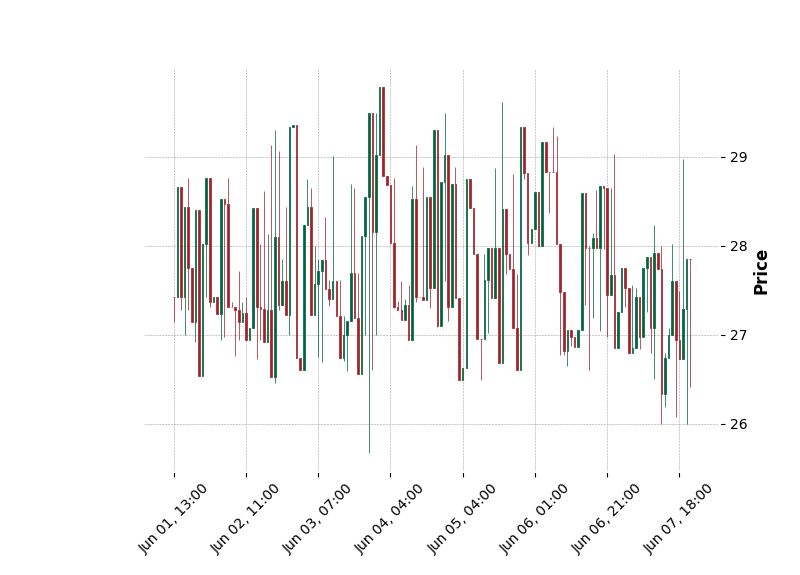 29
28
27
26
Price
Jun 01, 13:00
Jun 02, 11:00
Jun 03, 07:00
Jun 04, 04:00
Jun 05, 04:00
Jun 06, 01:00
Jun 06, 21:00
Jun 07, 18:00